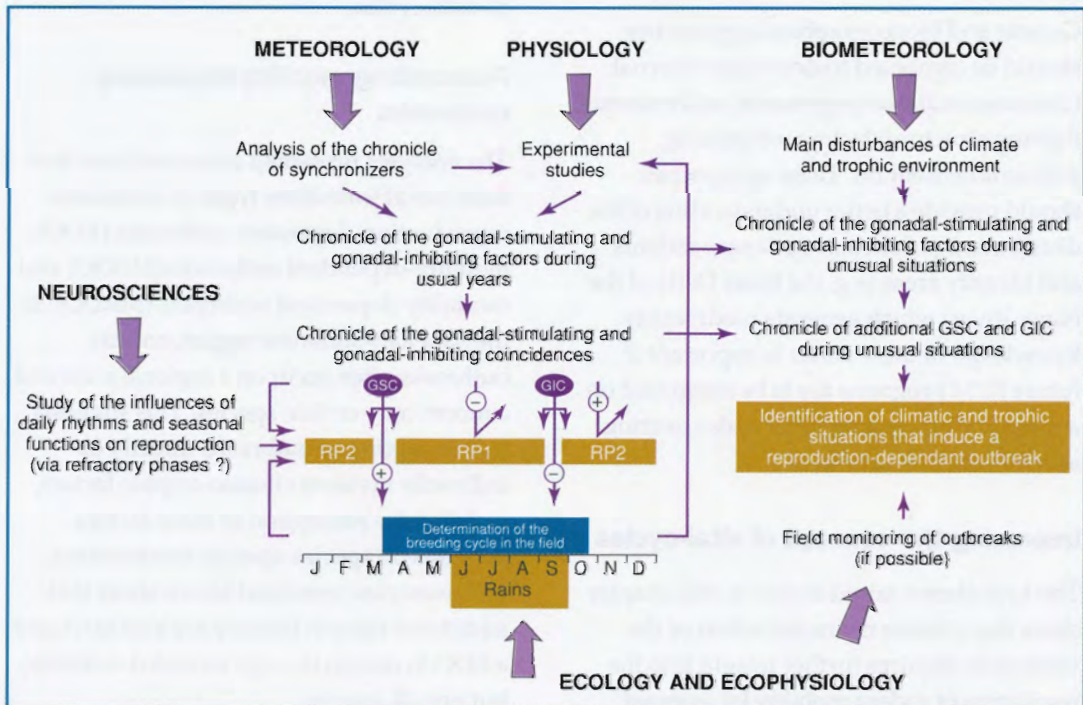 METEOROLOGY
PHYSIOLOGY
BIOMETEOROLOGY
Analysis of the chronicle
of synchronizers
Experimental
studies
Main disturbances of climate
and trophic environment
Chronicle of the gonadal-stimulating and
gonadal-inhibiting factors during
usual years
Chronicle of the gonadal-stimulating and
gonadal-inhibiting factors during
unusual situations
NEUROSCIENCES
Chronicle of the gonadal-stimulating and
gonadal-inhibiting coincidences
Chronicle of additional GSC and GIC
during unusual situations
GSC
−
GIC
+
Study of the influences of
daily rhythms and seasonal
functions on reproduction
(via refractory phases ?)
RP2
RP1
RP2
Identification of climatic and trophic
situations that induce a
reproduction-dependant outbreak
+
−
Determination of the
breeding cycle in the field
J F M A M J J A S O N D
Rains
Field monitoring of outbreaks
(if possible}
ECOLOGY AND ECOPHYSIOLOGY